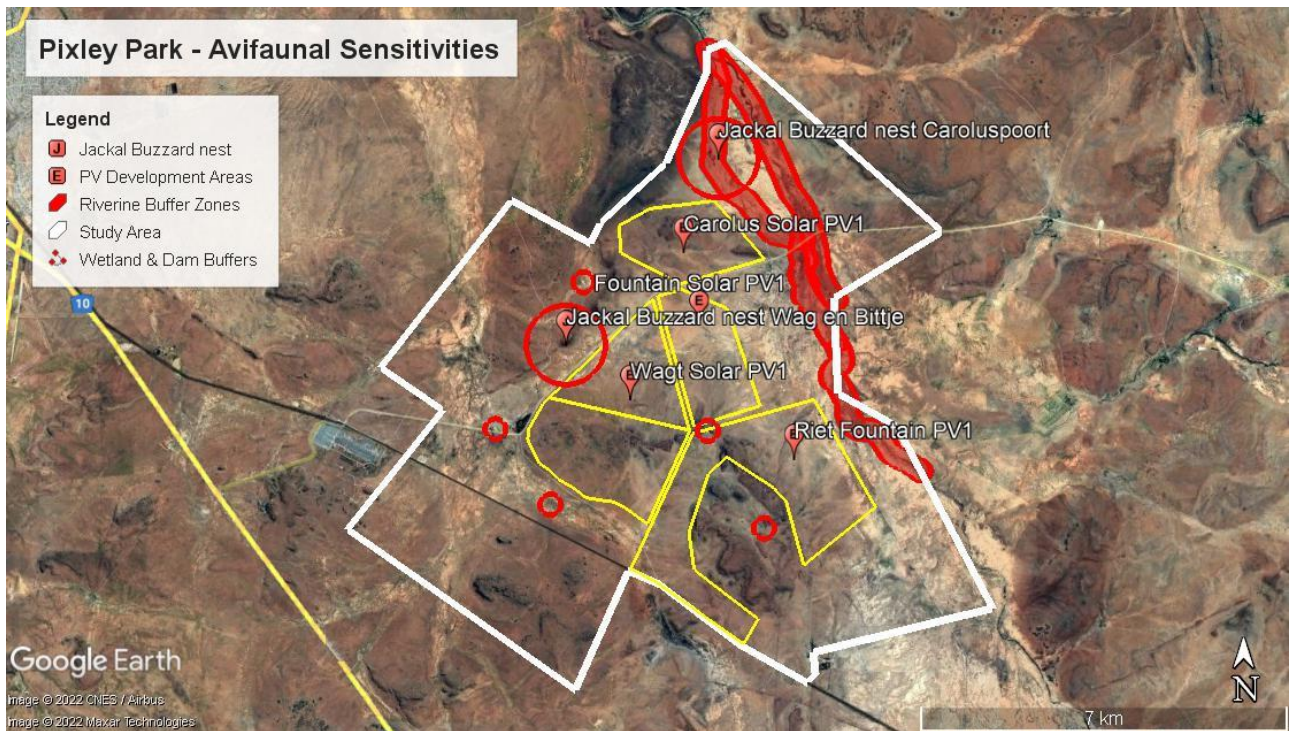 Pixley Park - Avifaunal Sensitivities
Legend
J Jackal Buzzard nest
E PV Development Areas
Riverine Buffer Zones
Study Area
Wetland & Dam Buffers
Jackal Buzzard nest Caroluspoort
Carolus Solar PV1
Fountain Solar PV1
E
10
Jackal Buzzard nest Wag en Bittje
Wagt Solar PV1
Riet Fountain PV1
Google Earth
Image © 2022 CNES / Airbus
Image © 2022 Maxar Technologies
N
7 km